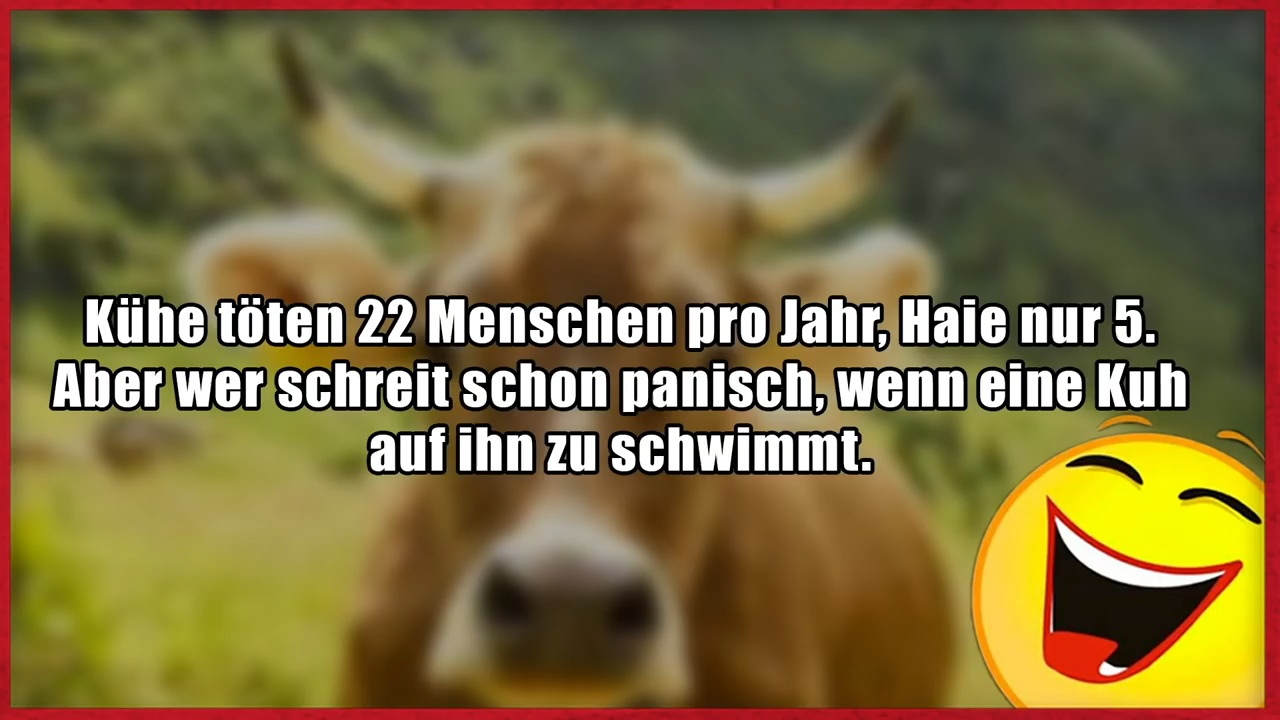 Kühe töten 22 Menschen pro Jahr, Haie nur 5.
Aber wer schreit schon panisch, wenn eine Kuh
auf ihn zu schwimmt.